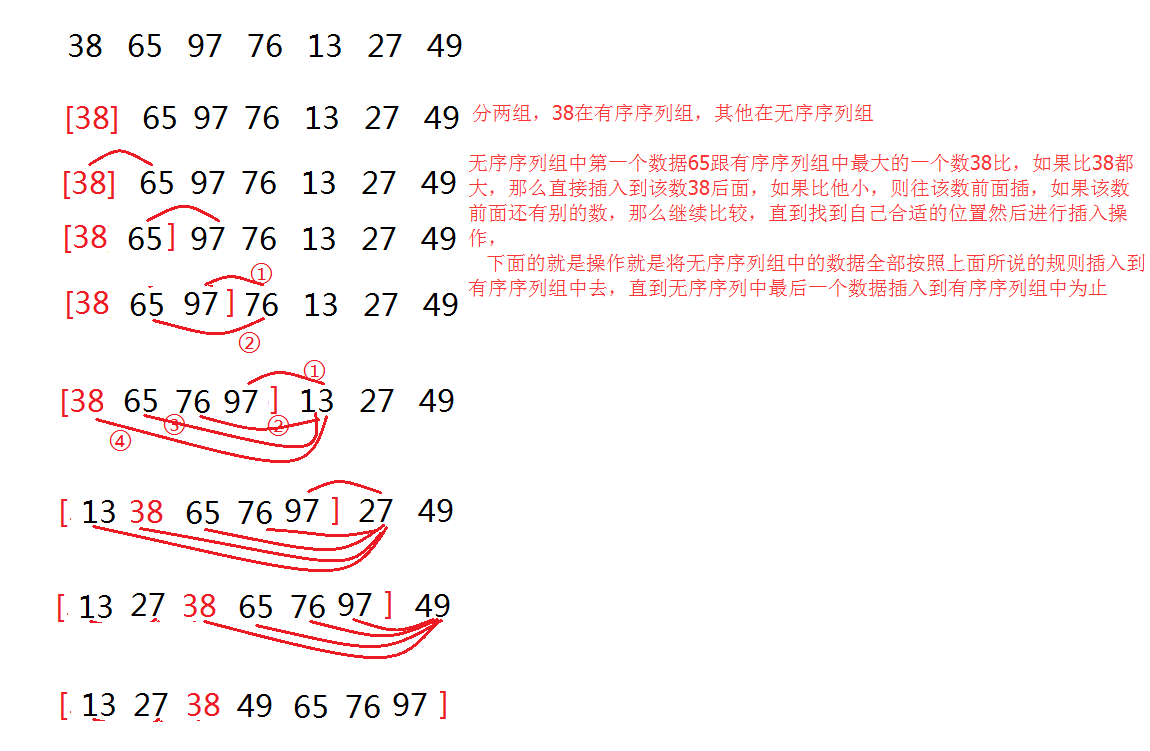 38 65 97 76 13 27 49
[38] 65 97 76 13 27 49
分两组，38在有序序列组，其他在无序序列组
[38] 65 97 76 13 27 49
无序序列组中第一个数据65跟有序序列组中最大的一个数38比，如果比38都
大，那么直接插入到该数38后面，如果比他小，则往该数前面插，如果该数
前面还有别的数，那么继续比较，直到找到自己合适的位置然后进行插入操
作，
下面的就是操作就是将无序序列组中的数据全部按照上面所说的规则插入到
有序序列组中去，直到无序序列中最后一个数据插入到有序序列组中为止
[38 65] 97 76 13 27 49
①
[38 65 97] 76 13 27 49
②
①
[38 65 76 97] 13 27 49
③ ②
④
[13 38 65 76 97] 27 49
[13 27 38 65 76 97] 49
[13 27 38 49 65 76 97]